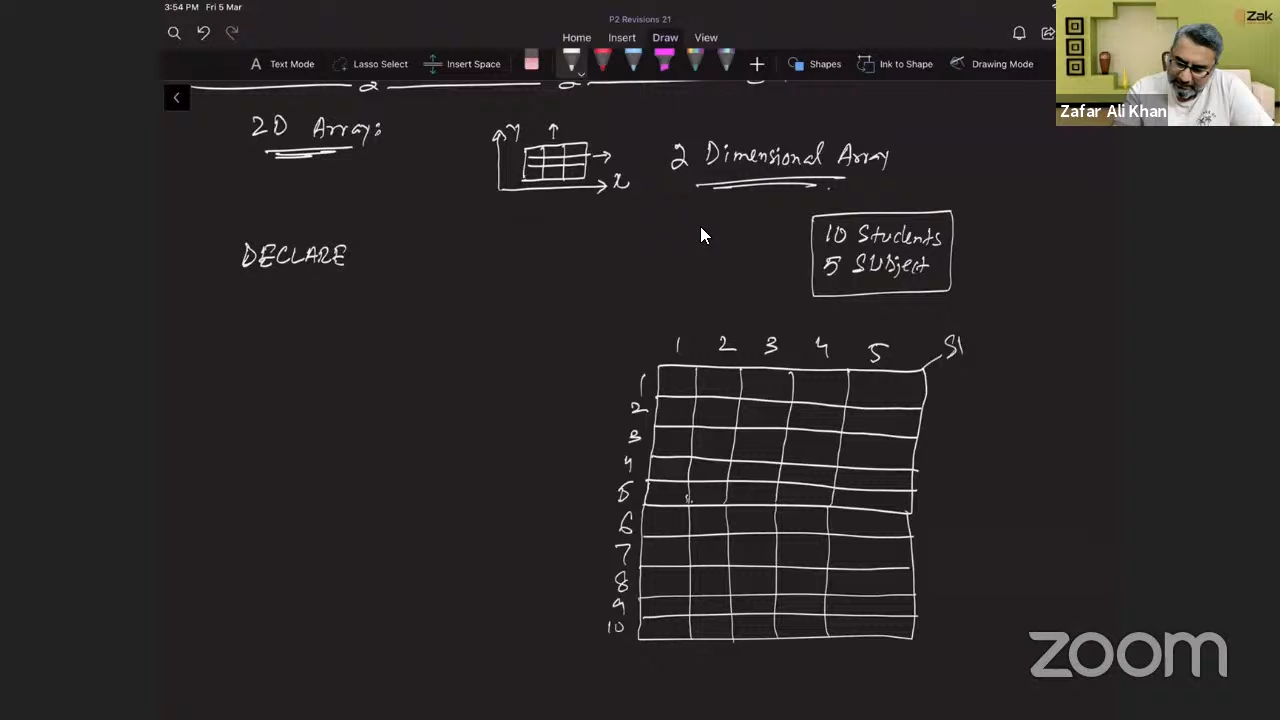 3:54 PM Fri 5 Mar
P2 Revisions 21
Home Insert Draw View
Text Mode Lasso Select Insert Space Shapes Ink to Shape Drawing Mode
Zak
Zafar Ali Khan
2D Array:
Y
X
2 Dimensional Array
10 Students
5 Subject
DECLARE
1 2 3 4 5
1
2
3
4
5
6
7
8
9
10
zoom